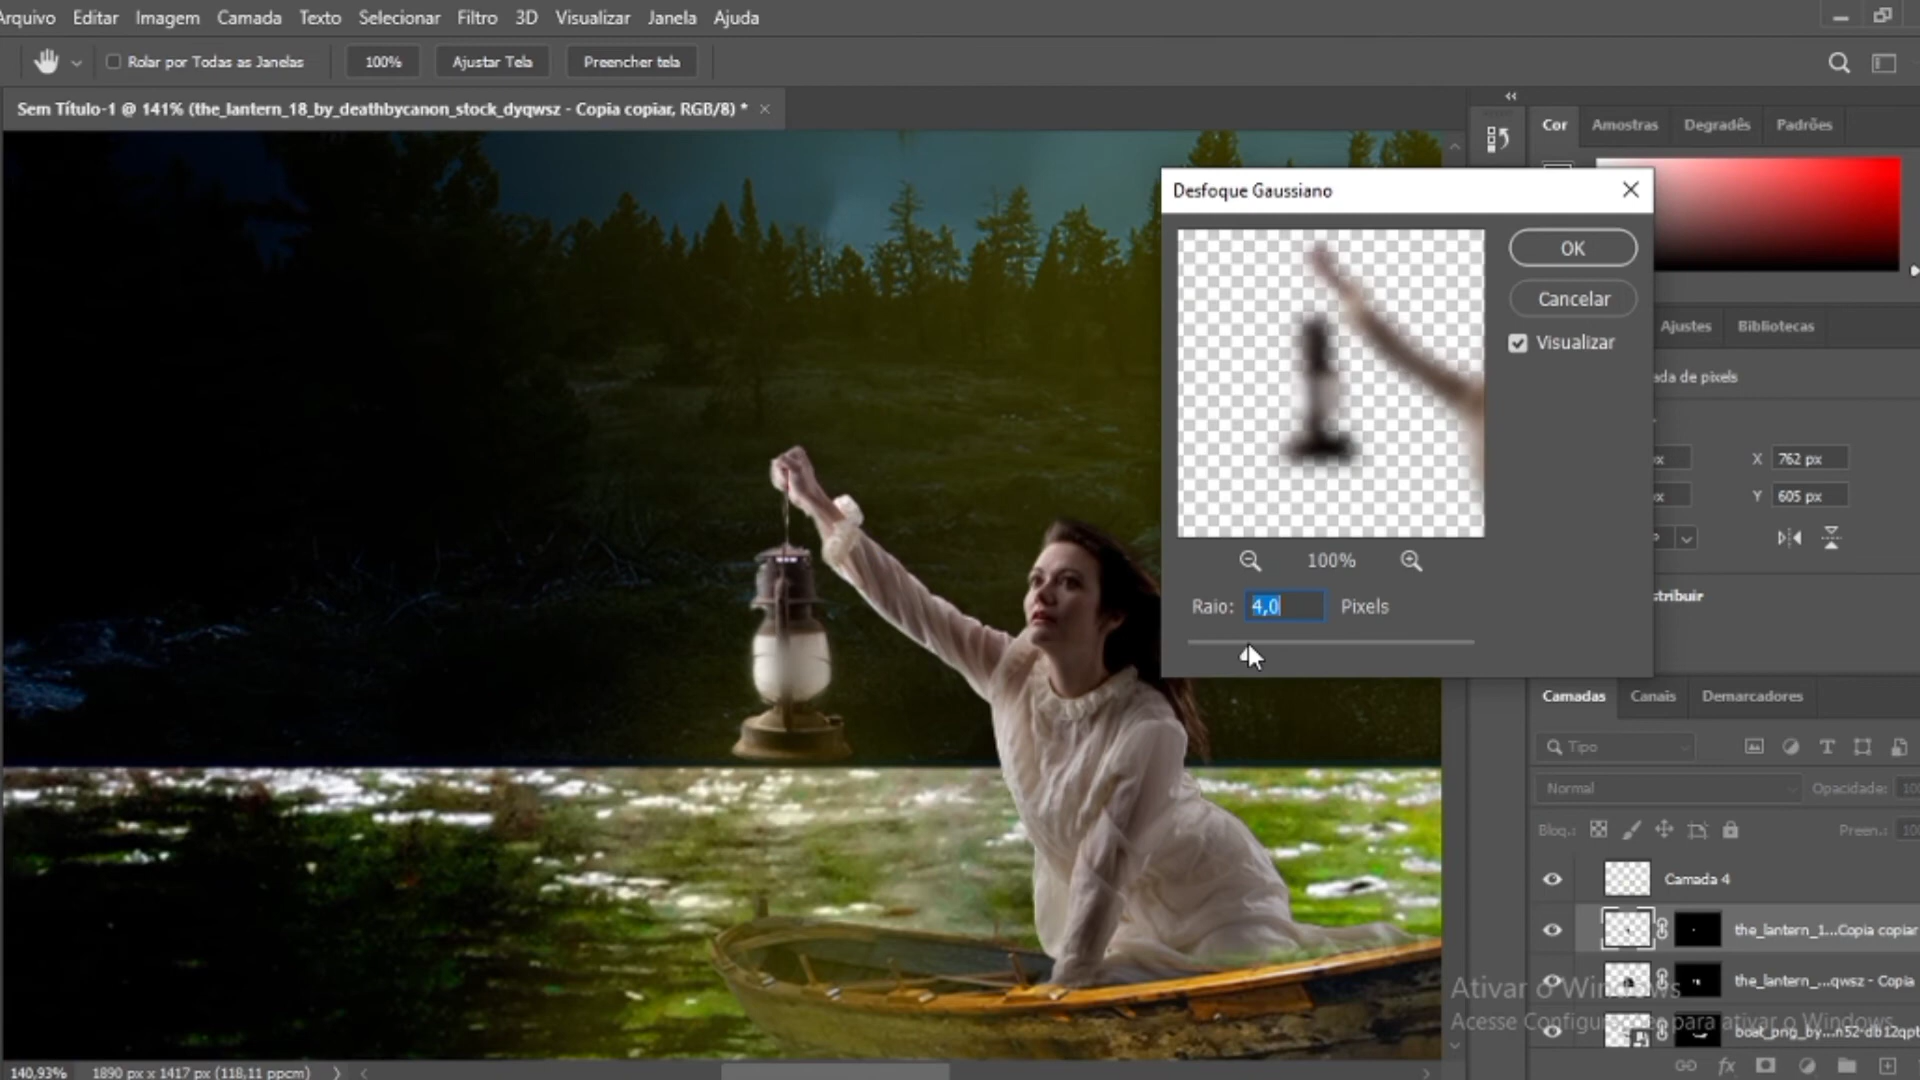 Arquivo Editar Imagem Camada Texto Selecionar Filtro 3D Visualizar Janela Ajuda
Rolar por Todas as Janelas 100% Ajustar Tela Preencher tela
Sem Título-1 @ 141% (the_lantern_18_by_deathbycanon_stock_dyqwsz - Copia copiar, RGB/8) *
Cor Amostras Degradês Padrões
Desfoque Gaussiano
OK
Cancelar
Visualizar
100%
Raio: 4,0 Pixels
Ajustes Bibliotecas
ada de pixels
X 762 px
Y 605 px
stribuir
Camadas Canais Demarcadores
Tipo
Normal Opacidade: 100
Bloq.: Preen.: 100
Camada 4
the_lantern_1...Copia copiar
the_lantern_...qwsz - Copia
boat_png_by...n52-db12qpt
Ativar o Windows
Acesse Configurações para ativar o Windows.
140,93% 1890 px x 1417 px (118,11 ppcm)